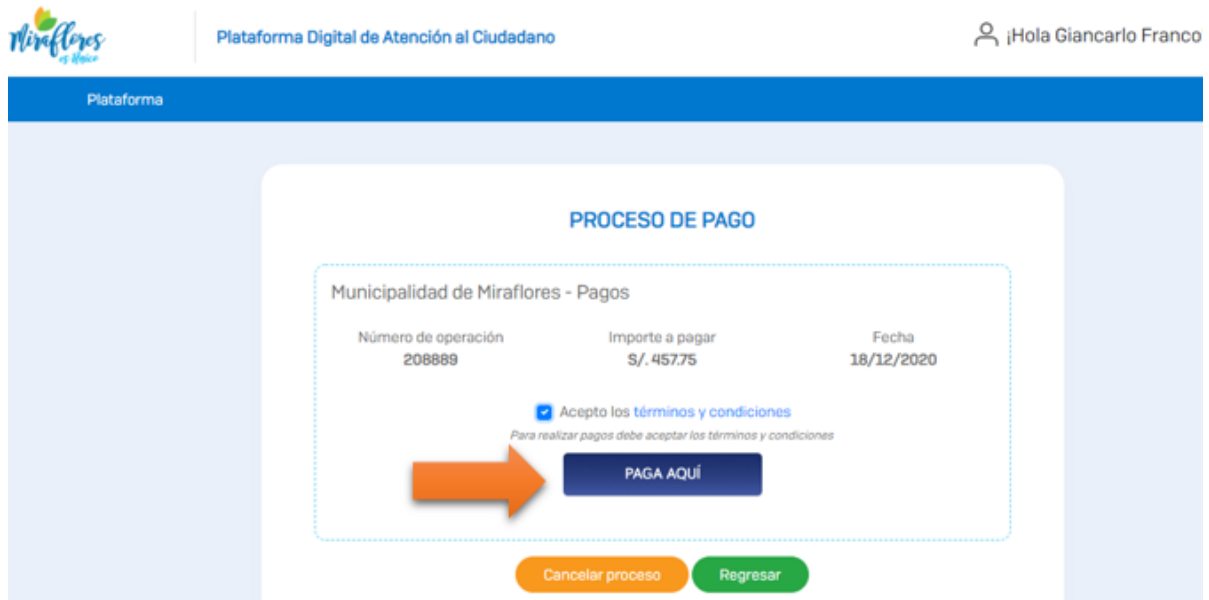 Miraflores
es Único
Plataforma Digital de Atención al Ciudadano
¡Hola Giancarlo Franco
Plataforma
PROCESO DE PAGO
Municipalidad de Miraflores - Pagos
Número de operación Importe a pagar Fecha
208889 S/. 457.75 18/12/2020
Acepto los términos y condiciones
Para realizar pagos debe aceptar los términos y condiciones
PAGA AQUÍ
Cancelar proceso Regresar